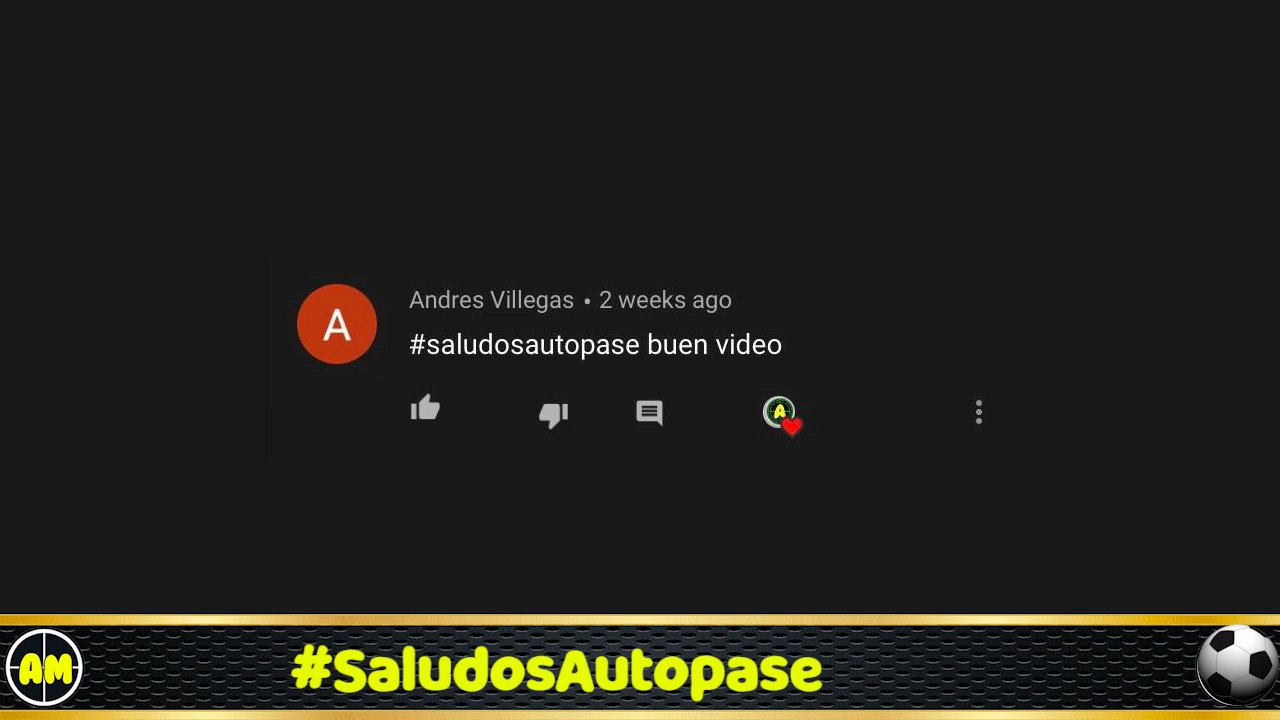 Andres Villegas • 2 weeks ago
A
#saludosautopase buen video
A
AM
#SaludosAutopase